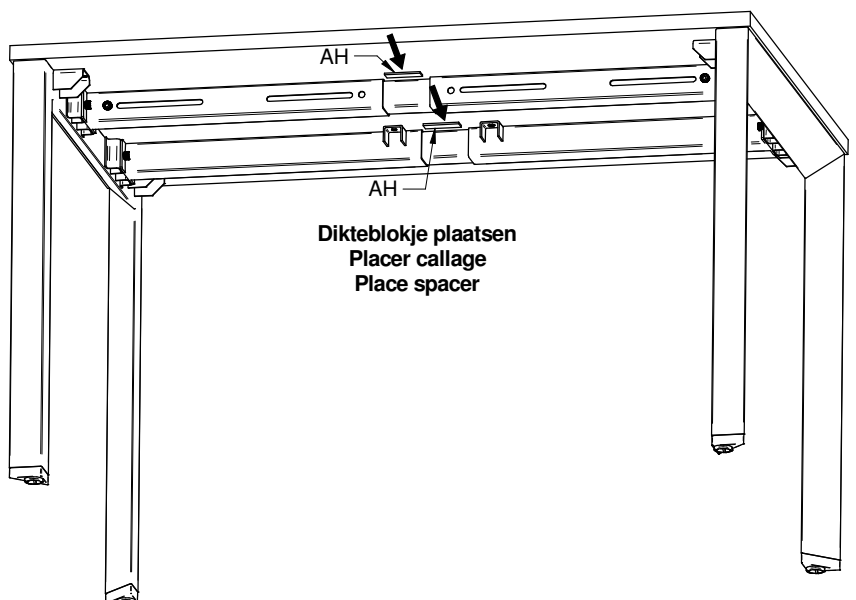 AH
AH
Dikteblokje plaatsen
Placer callage
Place spacer